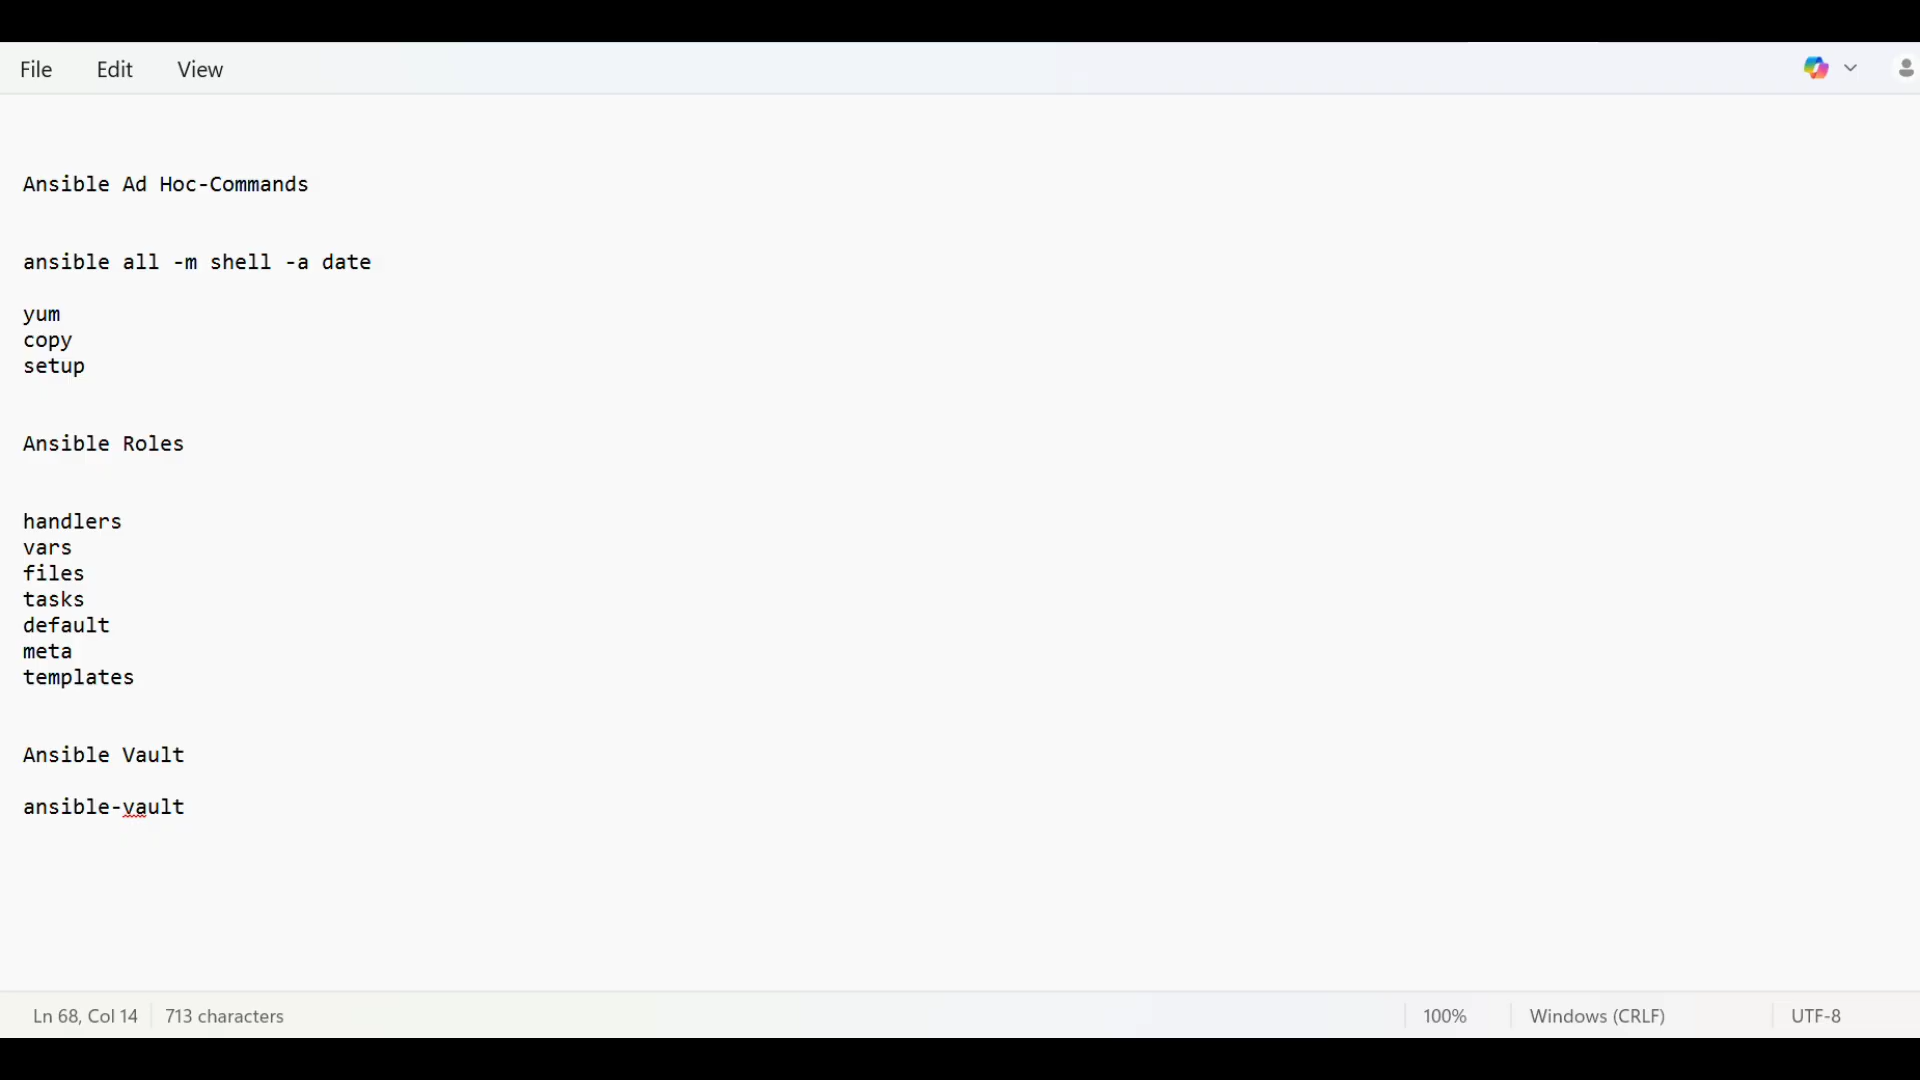 File Edit View
Ansible Ad Hoc-Commands
ansible all -m shell -a date
yum
copy
setup
Ansible Roles
handlers
vars
files
tasks
default
meta
templates
Ansible Vault
ansible-vault
Ln 68, Col 14 713 characters 100% Windows (CRLF) UTF-8